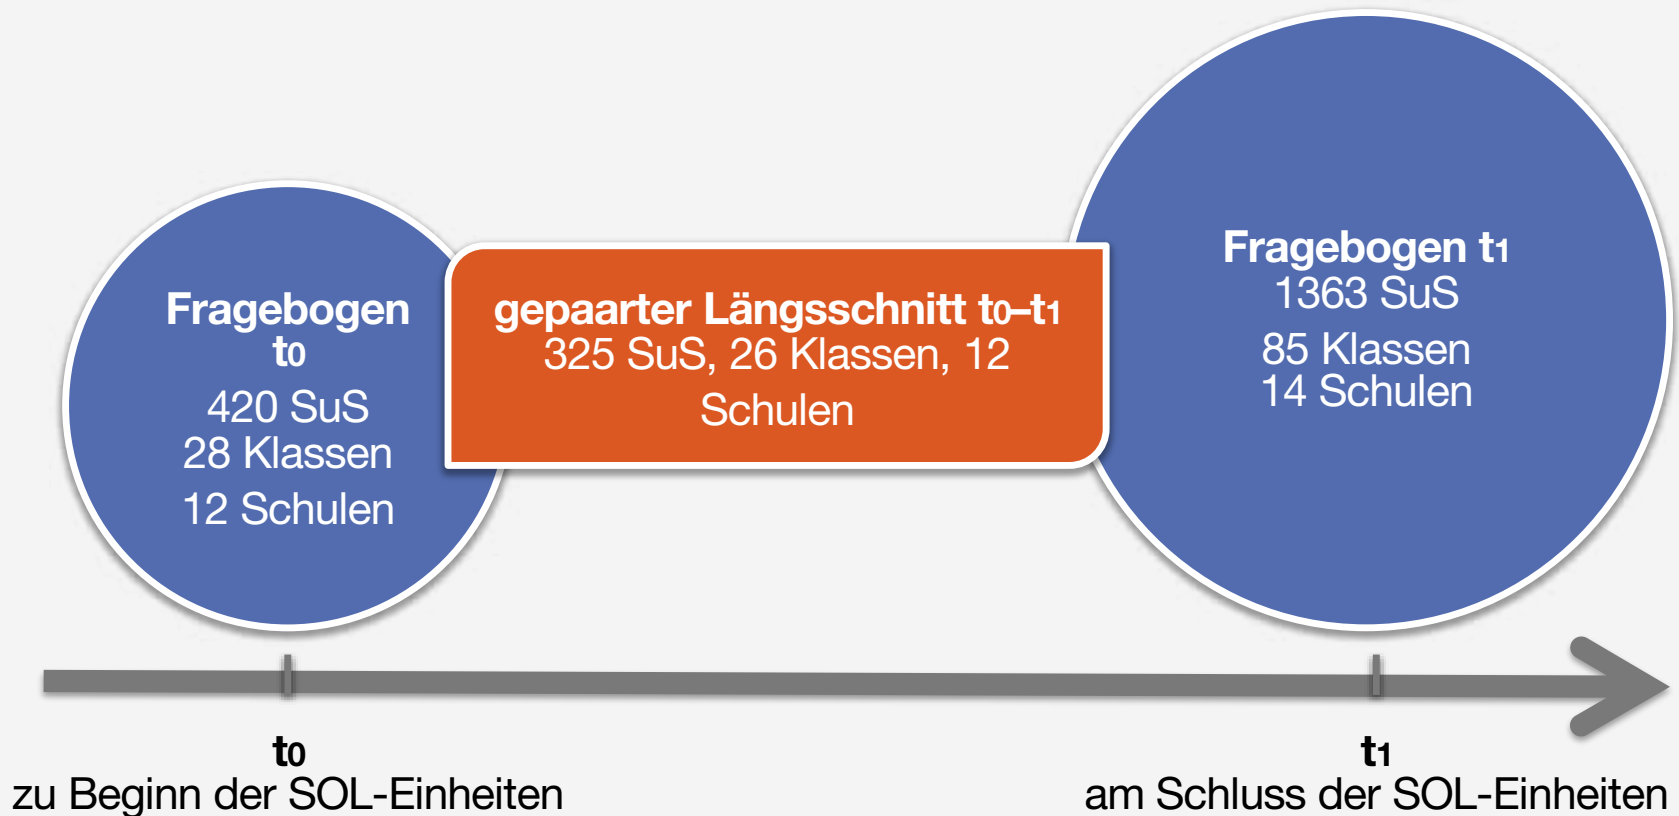 Fragebogen
t0
420 SuS
28 Klassen
12 Schulen
gepaarter Längsschnitt t0–t1
325 SuS, 26 Klassen, 12
Schulen
Fragebogen t1
1363 SuS
85 Klassen
14 Schulen
t0
zu Beginn der SOL-Einheiten
t1
am Schluss der SOL-Einheiten